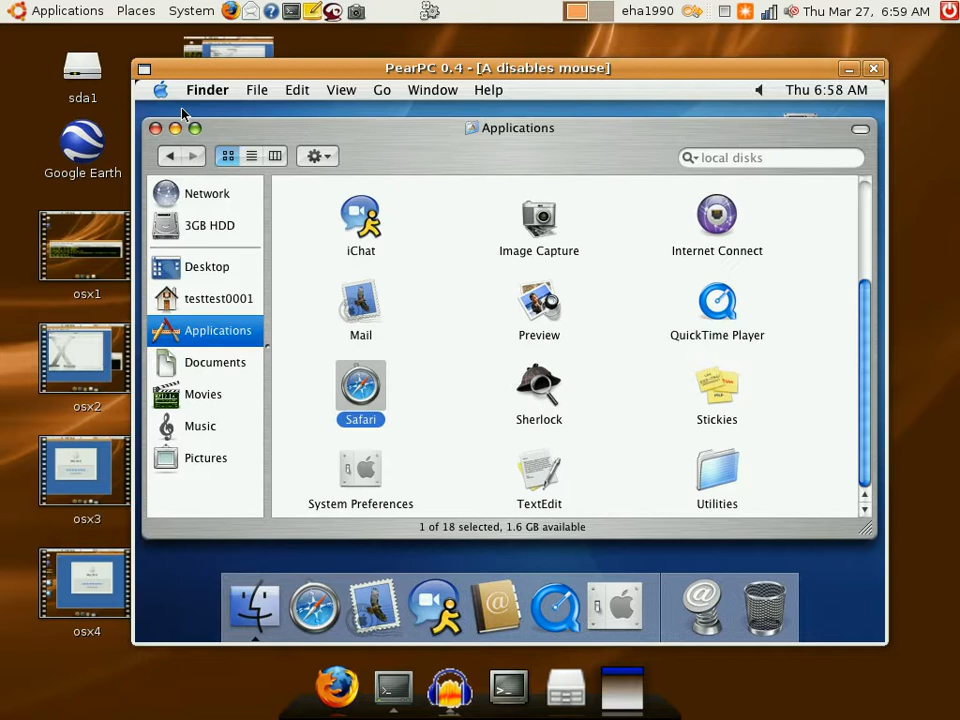 Applications Places System eha1990 Thu Mar 27, 6:59 AM
sda1
Google Earth
osx1
osx2
osx3
osx4
PearPC 0.4 - [A disables mouse]
Finder File Edit View Go Window Help Thu 6:58 AM
Applications
local disks
Network
3GB HDD
Desktop
testtest0001
Applications
Documents
Movies
Music
Pictures
iChat Image Capture Internet Connect
Mail Preview QuickTime Player
Safari Sherlock Stickies
System Preferences TextEdit Utilities
1 of 18 selected, 1.6 GB available